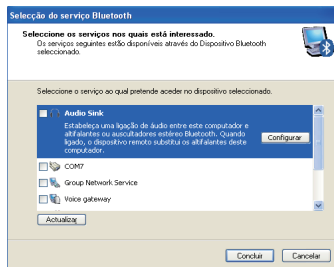 Selecção do serviço Bluetooth
Seleccione os serviços nos quais está interessado.
Os serviços seguintes estão disponíveis através do Dispositivo Bluetooth
seleccionado.
Seleccione o serviço ao qual pretende aceder no dispositivo seleccionado.
Audio Sink
Estabeleça uma ligação de áudio entre este computador e
altifalantes ou auscultadores estéreo Bluetooth. Quando
ligado, o dispositivo remoto substitui os altifalantes deste
computador.
Configurar
COM7
Group Network Service
Voice gateway
Actualizar
Concluir
Cancelar